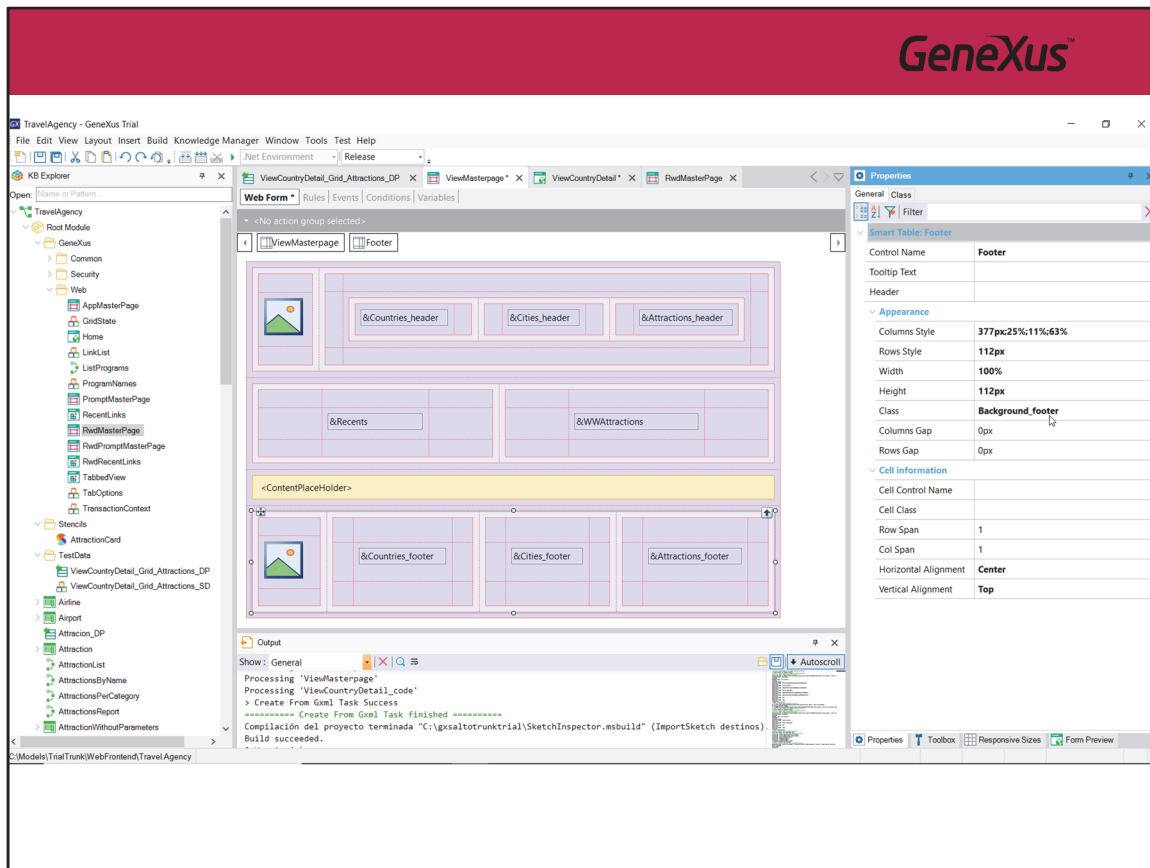 GeneXus™
GX TravelAgency - GeneXus Trial
File Edit View Layout Insert Build Knowledge Manager Window Tools Test Help
.Net Environment Release
KB Explorer
Open: Name or Pattern...
TravelAgency
Root Module
GeneXus
Common
Security
Web
AppMasterPage
GridState
Home
LinkList
ListPrograms
ProgramNames
PromptMasterPage
RecentLinks
RwdMasterPage
RwdPromptMasterPage
RwdRecentLinks
TabbedView
TabOptions
TransactionContext
Stencils
AttractionCard
TestData
ViewCountryDetail_Grid_Attractions_DP
ViewCountryDetail_Grid_Attractions_SD
Airline
Airport
Attracion_DP
Attraction
AttractionList
AttractionsByName
AttractionsPerCategory
AttractionsReport
AttractionWithoutParameters
ViewCountryDetail_Grid_Attractions_DP ViewMasterpage* ViewCountryDetail* RwdMasterPage
Web Form * Rules Events Conditions Variables
<No action group selected>
ViewMasterpage Footer
&Countries_header &Cities_header &Attractions_header
&Recents &WWAttractions
<ContentPlaceHolder>
&Countries_footer &Cities_footer &Attractions_footer
Output
Show: General Autoscroll
Processing 'ViewMasterpage'
Processing 'ViewCountryDetail_code'
> Create From Gxml Task Success
========== Create From Gxml Task finished ==========
Compilación del proyecto terminada "C:\gxsaltotrunktrial\SketchInspector.msbuild" (ImportSketch destinos).
Build succeeded.
Properties
General Class
Filter
Smart Table: Footer
Control Name Footer
Tooltip Text
Header
Appearance
Columns Style 377px;25%;11%;63%
Rows Style 112px
Width 100%
Height 112px
Class Background_footer
Columns Gap 0px
Rows Gap 0px
Cell information
Cell Control Name
Cell Class
Row Span 1
Col Span 1
Horizontal Alignment Center
Vertical Alignment Top
Properties Toolbox Responsive Sizes Form Preview
C:\Models\TrialTrunk\WebFrontend\Travel.Agency